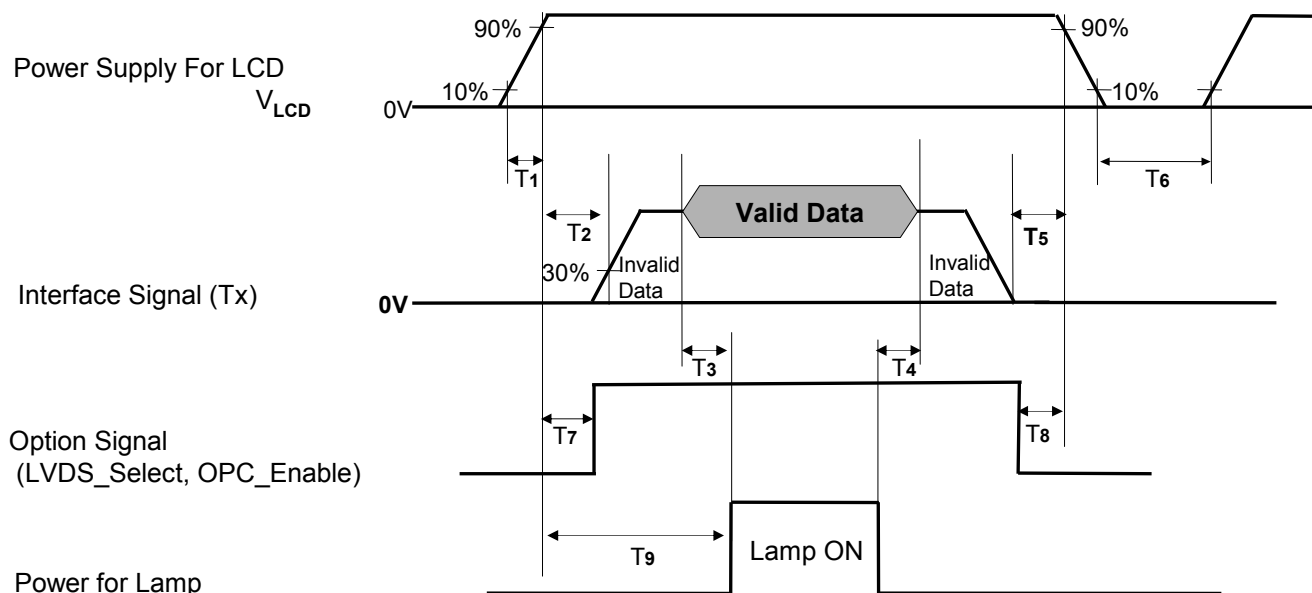 90%
90%
Power Supply For LCD
VLCD
10%
10%
0V
T1
T6
Valid Data
T2
T5
30%
Invalid
Data
Invalid
Data
Interface Signal (Tx)
0V
T3
T4
T7
T8
Option Signal
(LVDS_Select, OPC_Enable)
T9
Lamp ON
Power for Lamp